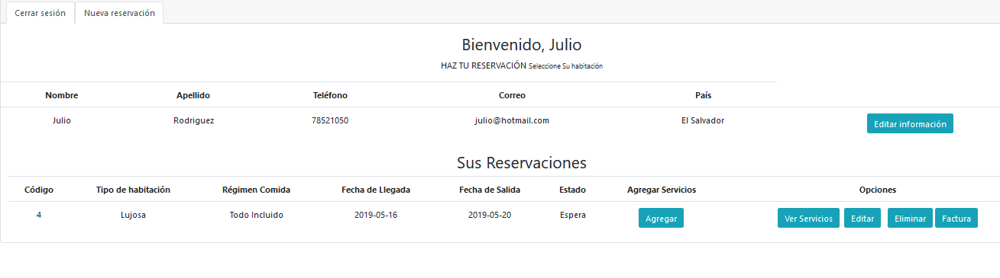 Cerrar sesión Nueva reservación
Bienvenido, Julio
HAZ TU RESERVACIÓN Seleccione Su habitación
Nombre Apellido Teléfono Correo País
Julio Rodriguez 78521050 julio@hotmail.com El Salvador Editar información
Sus Reservaciones
Código Tipo de habitación Régimen Comida Fecha de Llegada Fecha de Salida Estado Agregar Servicios Opciones
4 Lujosa Todo Incluido 2019-05-16 2019-05-20 Espera Agregar Ver Servicios Editar Eliminar Factura